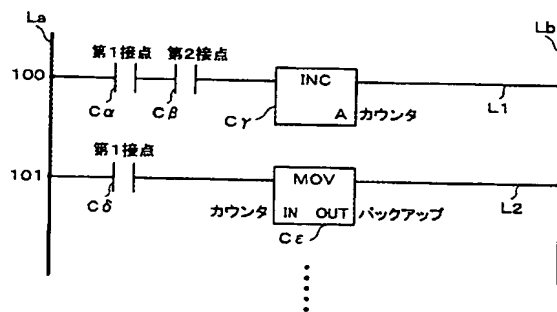 La
Lb
第1接点 第2接点
100
INC
A カウンタ
Cα Cβ Cγ
L1
第1接点
101
MOV
カウンタ IN OUT バックアップ
Cδ
Cε
L2